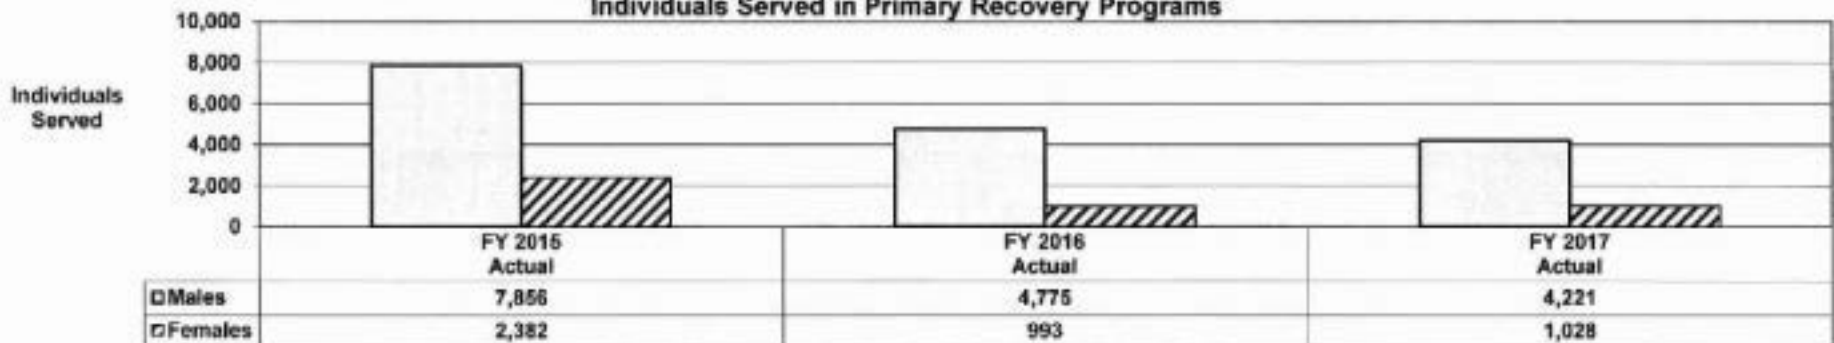 Individuals Served in Primary Recovery Programs
10,000
8,000
6,000
4,000
2,000
0
Individuals
Served
FY 2015
Actual
FY 2016
Actual
FY 2017
Actual
Males 7,856 4,775 4,221
Females 2,382 993 1,028